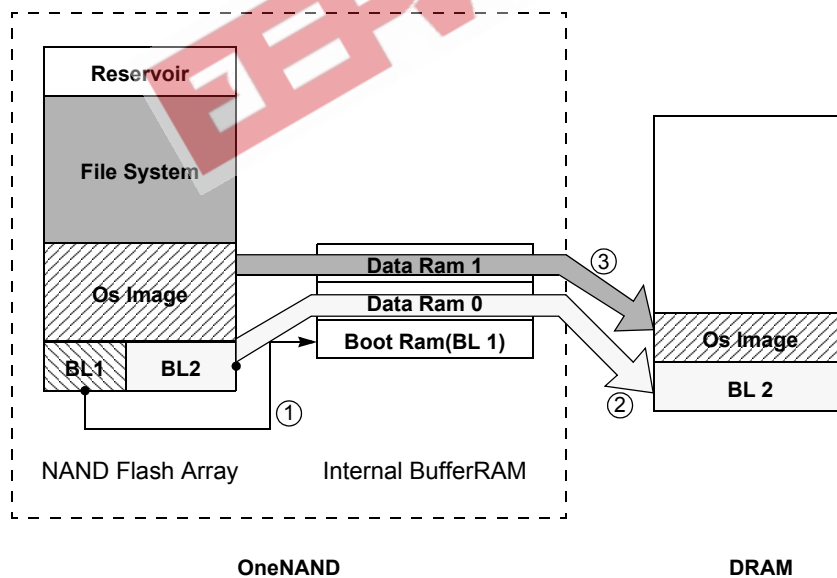 Reservoir
File System
Data Ram 1
③
Os Image
Data Ram 0
Os Image
Boot Ram(BL 1)
BL1
BL2
BL 2
②
①
NAND Flash Array
Internal BufferRAM
OneNAND
DRAM